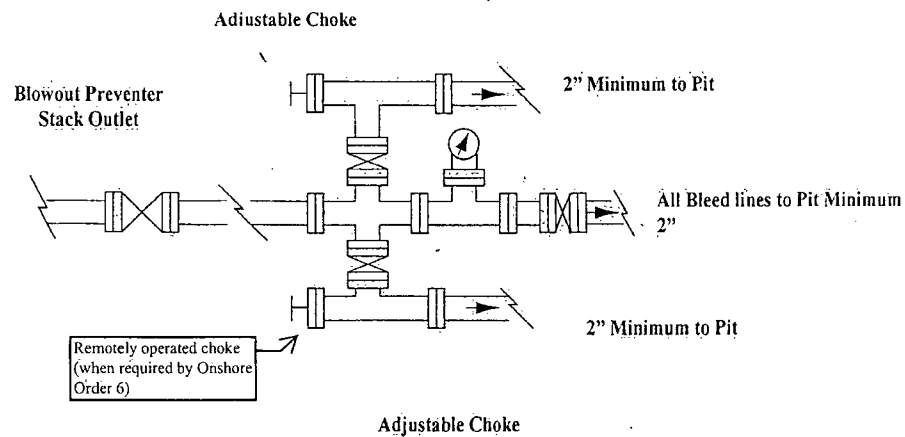 Adjustable Choke
Blowout Preventer
Stack Outlet
2" Minimum to Pit
All Bleed lines to Pit Minimum
2"
2" Minimum to Pit
Remotely operated choke
(when required by Onshore
Order 6)
Adjustable Choke